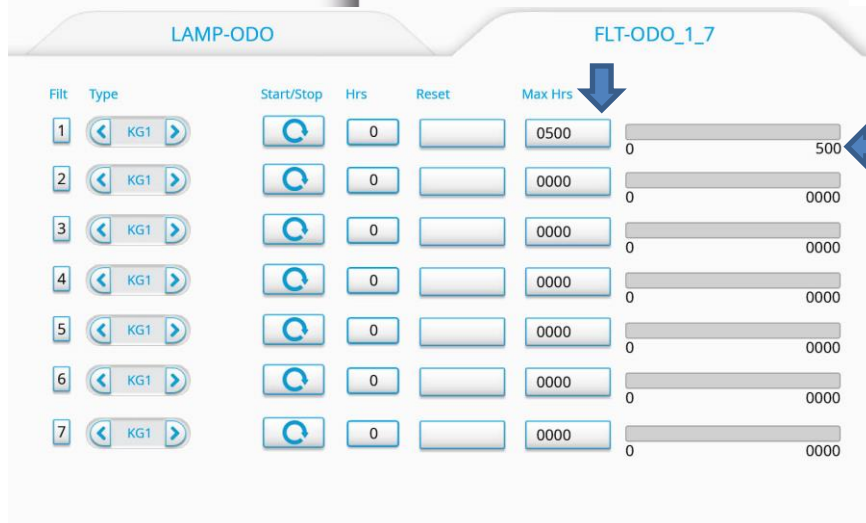 LAMP-ODO FLT-ODO_1_7
Filt Type Start/Stop Hrs Reset Max Hrs
1 KG1 0 0500
0 500
2 KG1 0 0000
0 0000
3 KG1 0 0000
0 0000
4 KG1 0 0000
0 0000
5 KG1 0 0000
0 0000
6 KG1 0 0000
0 0000
7 KG1 0 0000
0 0000